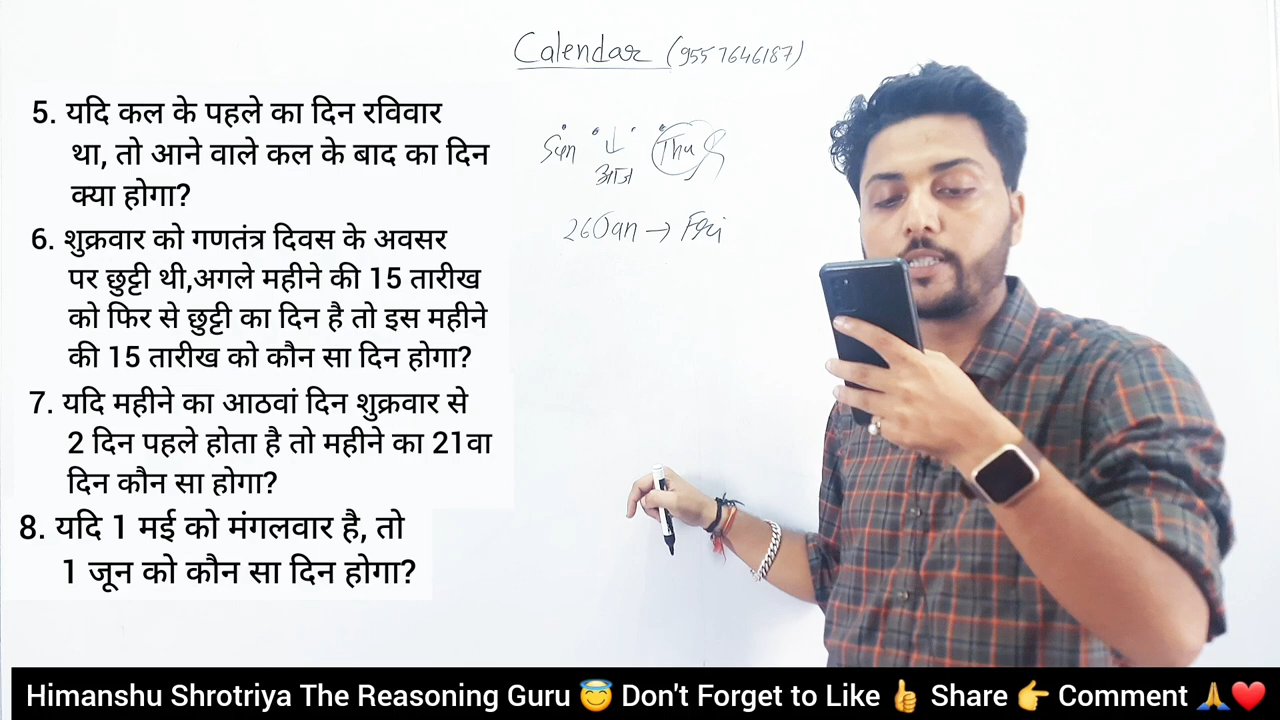 Calendar (9557646187)
5. यदि कल के पहले का दिन रविवार
था, तो आने वाले कल के बाद का दिन
क्या होगा?
Sun ↓ Thu
आज
26 Jan → Fri
6. शुक्रवार को गणतंत्र दिवस के अवसर
पर छुट्टी थी,अगले महीने की 15 तारीख
को फिर से छुट्टी का दिन है तो इस महीने
की 15 तारीख को कौन सा दिन होगा?
7. यदि महीने का आठवां दिन शुक्रवार से
2 दिन पहले होता है तो महीने का 21वा
दिन कौन सा होगा?
8. यदि 1 मई को मंगलवार है, तो
1 जून को कौन सा दिन होगा?
Himanshu Shrotriya The Reasoning Guru 😇 Don't Forget to Like 👍 Share 👉 Comment 🙏❤️